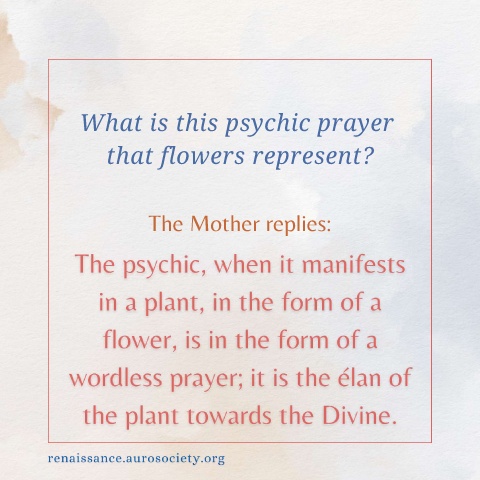 What is this psychic prayer
that flowers represent?
The Mother replies:
The psychic, when it manifests
in a plant, in the form of a
flower, is in the form of a
wordless prayer; it is the élan of
the plant towards the Divine.
renaissance.aurosociety.org